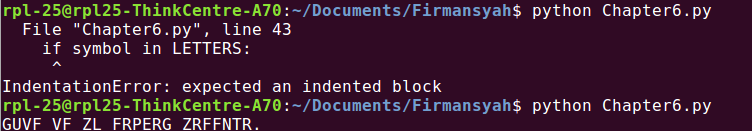 rpl-25@rpl25-ThinkCentre-A70:~/Documents/Firmansyah$ python Chapter6.py
  File "Chapter6.py", line 43
    if symbol in LETTERS:
     ^
IndentationError: expected an indented block
rpl-25@rpl25-ThinkCentre-A70:~/Documents/Firmansyah$ python Chapter6.py
GUVF VF ZL FRPERG ZRFFNTR.